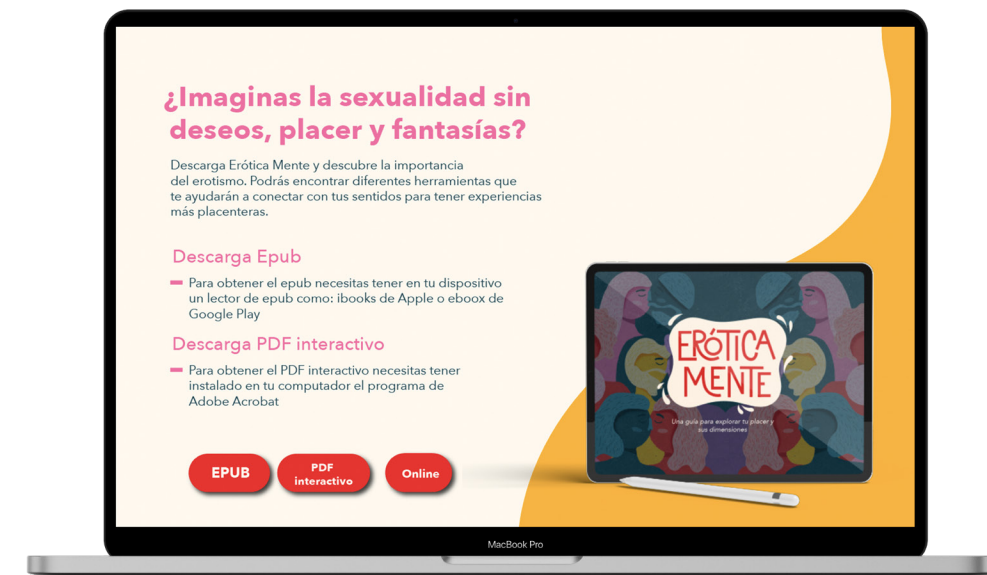 ¿Imaginas la sexualidad sin
deseos, placer y fantasías?
Descarga Erótica Mente y descubre la importancia
del erotismo. Podrás encontrar diferentes herramientas que
te ayudarán a conectar con tus sentidos para tener experiencias
más placenteras.
Descarga Epub
Para obtener el epub necesitas tener en tu dispositivo
un lector de epub como: ibooks de Apple o eboox de
Google Play
Descarga PDF interactivo
Para obtener el PDF interactivo necesitas tener
instalado en tu computador el programa de
Adobe Acrobat
EPUB
PDF
interactivo
Online
ERÓTICA
MENTE
Una guía para explorar tu placer y
sus dimensiones
MacBook Pro